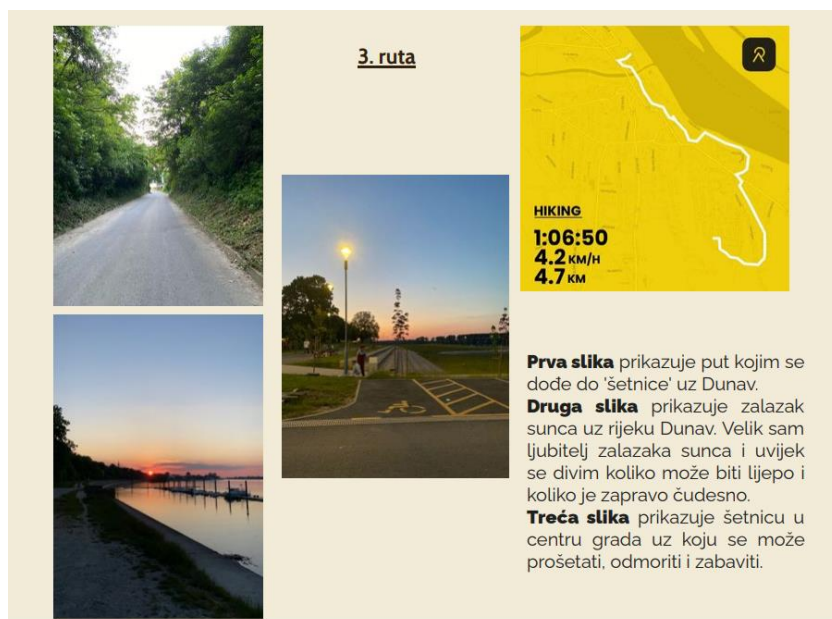 3. ruta
HIKING
1:06:50
4.2 KM/H
4.7 KM
Prva slika prikazuje put kojim se
dođe do 'šetnice' uz Dunav.
Druga slika prikazuje zalazak
sunca uz rijeku Dunav. Velik sam
ljubitelj zalazaka sunca i uvijek
se divim koliko može biti lijepo i
koliko je zapravo čudesno.
Treća slika prikazuje šetnicu u
centru grada uz koju se može
prošetati, odmoriti i zabaviti.